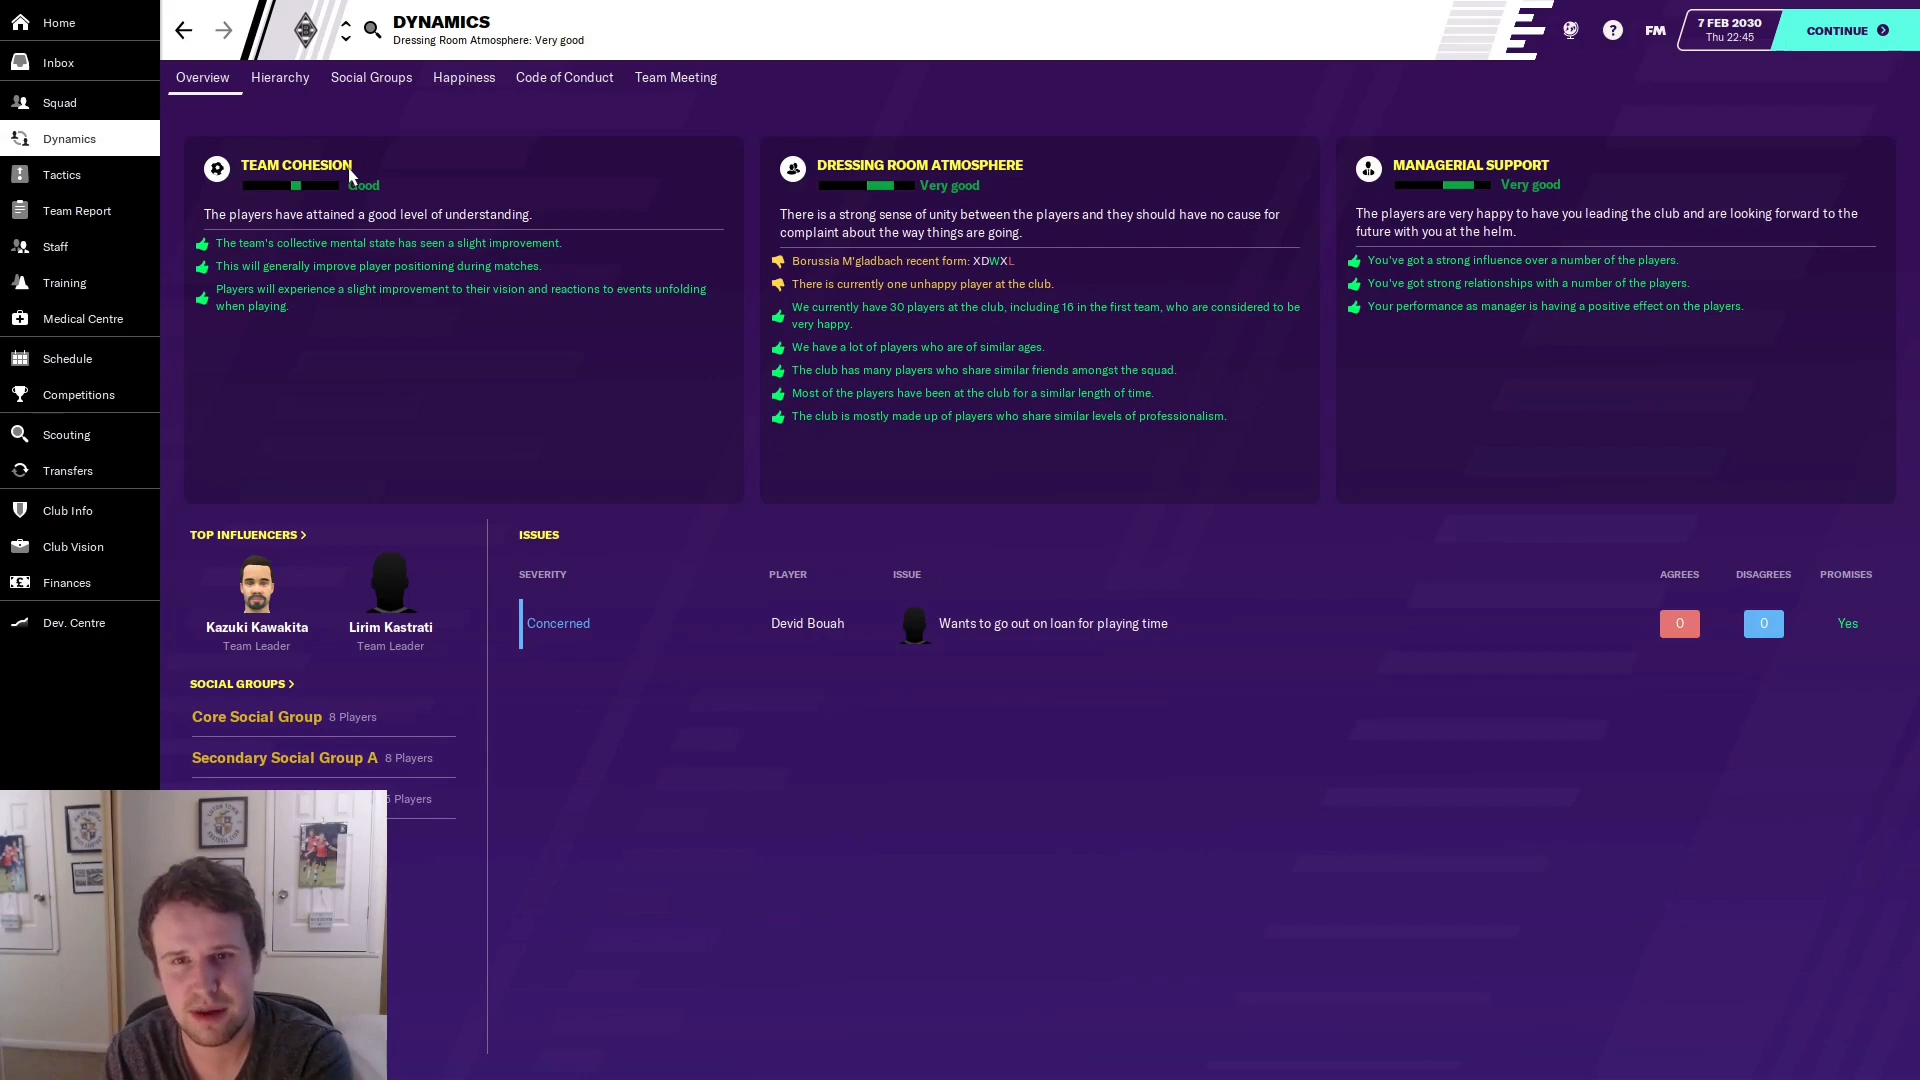 Home
Inbox
Squad
Dynamics
Tactics
Team Report
Staff
Training
Medical Centre
Schedule
Competitions
Scouting
Transfers
Club Info
Club Vision
Finances
Dev. Centre
DYNAMICS
Dressing Room Atmosphere: Very good
FM
7 FEB 2030
Thu 22:45
CONTINUE
Overview Hierarchy Social Groups Happiness Code of Conduct Team Meeting
TEAM COHESION
Good
The players have attained a good level of understanding.
The team's collective mental state has seen a slight improvement.
This will generally improve player positioning during matches.
Players will experience a slight improvement to their vision and reactions to events unfolding
when playing.
DRESSING ROOM ATMOSPHERE
Very good
There is a strong sense of unity between the players and they should have no cause for
complaint about the way things are going.
Borussia M'gladbach recent form: XDWXL
There is currently one unhappy player at the club.
We currently have 30 players at the club, including 16 in the first team, who are considered to be
very happy.
We have a lot of players who are of similar ages.
The club has many players who share similar friends amongst the squad.
Most of the players have been at the club for a similar length of time.
The club is mostly made up of players who share similar levels of professionalism.
MANAGERIAL SUPPORT
Very good
The players are very happy to have you leading the club and are looking forward to the
future with you at the helm.
You've got a strong influence over a number of the players.
You've got strong relationships with a number of the players.
Your performance as manager is having a positive effect on the players.
TOP INFLUENCERS >
Kazuki Kawakita
Team Leader
Lirim Kastrati
Team Leader
SOCIAL GROUPS >
Core Social Group 8 Players
Secondary Social Group A 8 Players
Players
ISSUES
SEVERITY PLAYER ISSUE AGREES DISAGREES PROMISES
Concerned Devid Bouah Wants to go out on loan for playing time 0 0 Yes